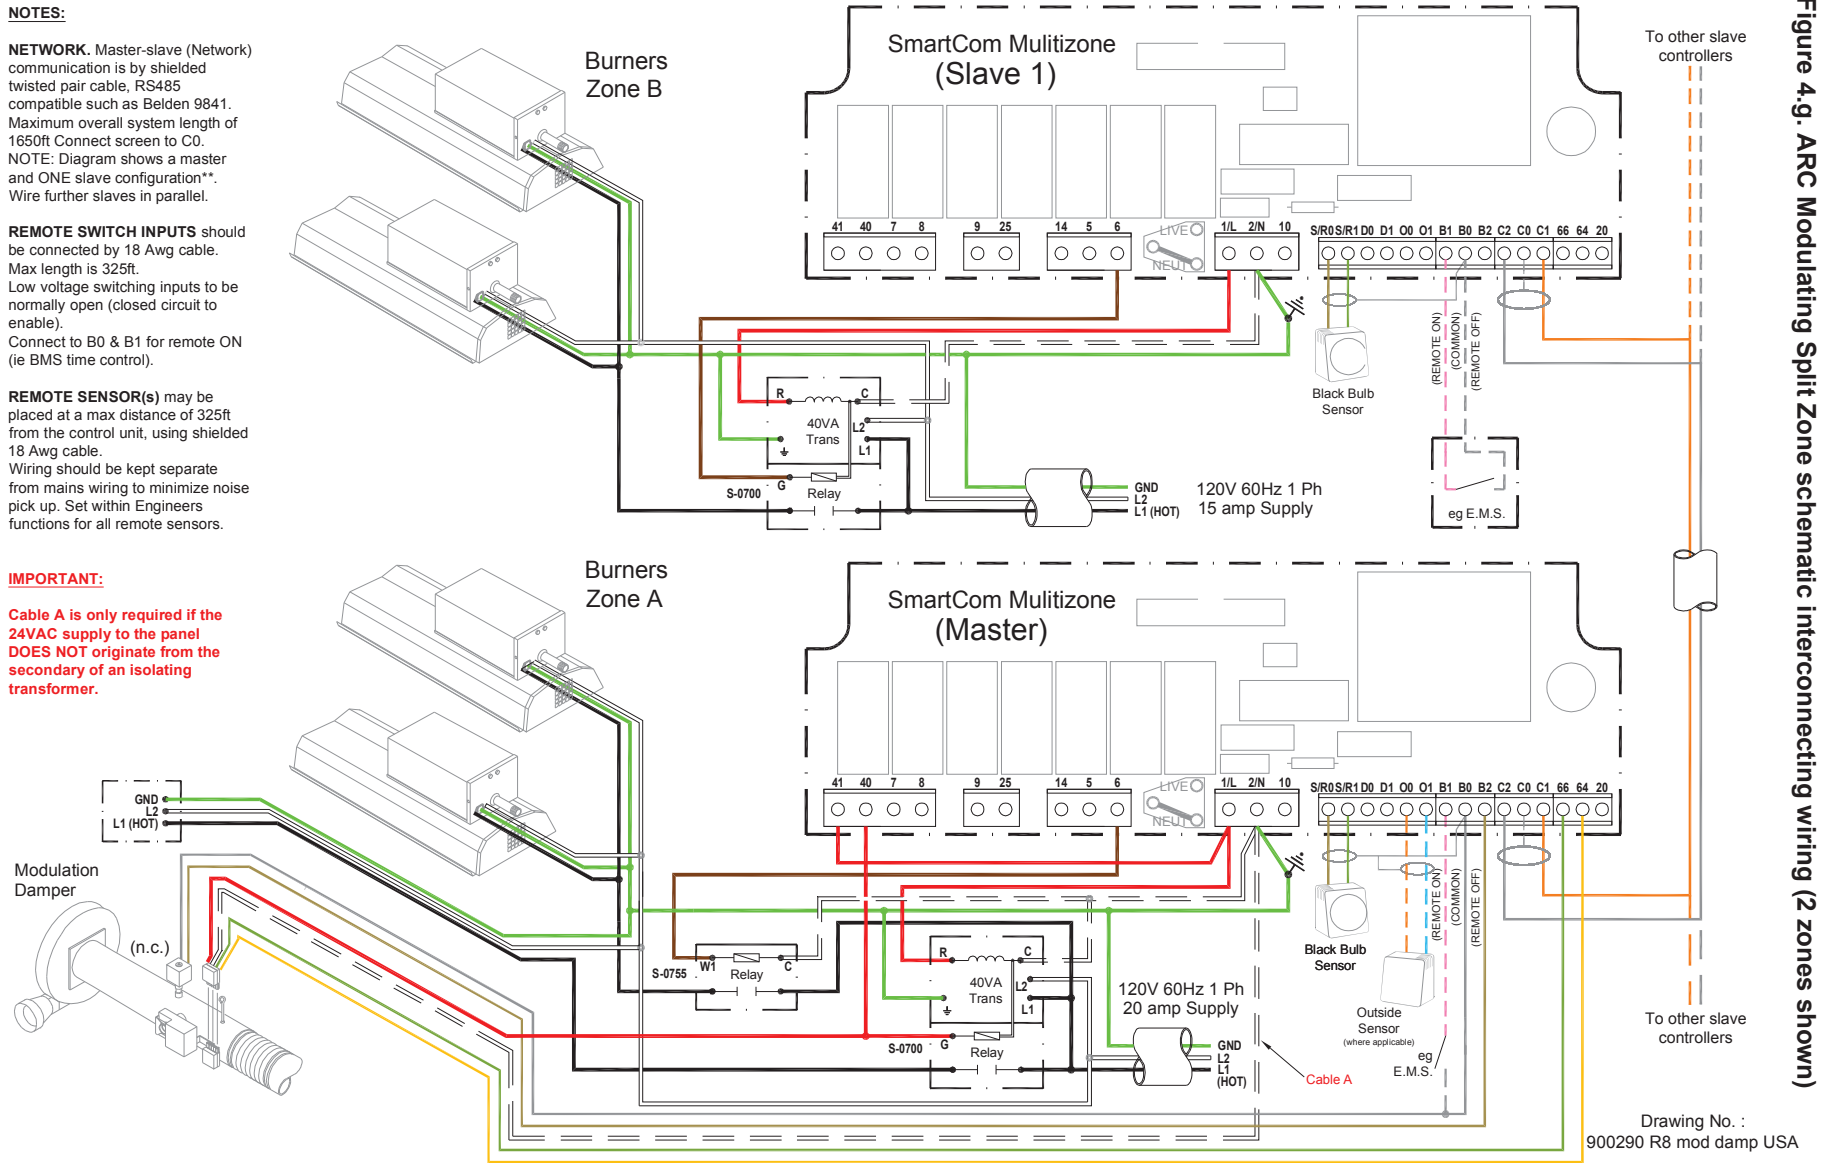 NOTES:
NETWORK. Master-slave (Network)
communication is by shielded
twisted pair cable, RS485
compatible such as Belden 9841.
Maximum overall system length of
1650ft Connect screen to C0.
NOTE: Diagram shows a master
and ONE slave configuration**.
Wire further slaves in parallel.
REMOTE SWITCH INPUTS should
be connected by 18 Awg cable.
Max length is 325ft.
Low voltage switching inputs to be
normally open (closed circuit to
enable).
Connect to B0 & B1 for remote ON
(ie BMS time control).
REMOTE SENSOR(s) may be
placed at a max distance of 325ft
from the control unit, using shielded
18 Awg cable.
Wiring should be kept separate
from mains wiring to minimize noise
pick up. Set within Engineers
functions for all remote sensors.
IMPORTANT:
Cable A is only required if the
24VAC supply to the panel
DOES NOT originate from the
secondary of an isolating
transformer.
Burners
Zone B
SmartCom Mulitizone
(Slave 1)
41 40 7 8
9 25
14 5 6
LIVE
NEUT
1/L 2/N 10
S/R0 S/R1 D0 D1 O0 O1 B1 B0 B2 C2 C0 C1 66 64 20
To other slave
controllers
(REMOTE ON)
(COMMON)
(REMOTE OFF)
Black Bulb
Sensor
eg E.M.S.
R
C
40VA
Trans
L2
L1
G
S-0700
Relay
GND
L2
L1 (HOT)
120V 60Hz 1 Ph
15 amp Supply
Burners
Zone A
SmartCom Mulitizone
(Master)
41 40 7 8
9 25
14 5 6
LIVE
NEUT
1/L 2/N 10
S/R0 S/R1 D0 D1 O0 O1 B1 B0 B2 C2 C0 C1 66 64 20
GND
L2
L1 (HOT)
Modulation
Damper
(n.c.)
S-0755
W1
C
Relay
R
C
40VA
Trans
L2
L1
S-0700
G
Relay
120V 60Hz 1 Ph
20 amp Supply
GND
L2
L1
(HOT)
Cable A
(REMOTE ON)
(COMMON)
(REMOTE OFF)
Black Bulb
Sensor
Outside
Sensor
(where applicable)
eg
E.M.S.
To other slave
controllers
Drawing No. :
900290 R8 mod damp USA
Figure 4.g. ARC Modulating Split Zone schematic interconnecting wiring (2 zones shown)